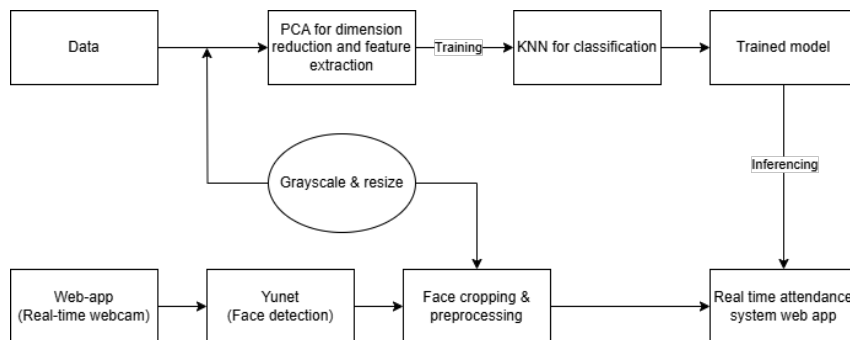 Data
PCA for dimension
reduction and feature
extraction
Training
KNN for classification
Trained model
Grayscale & resize
Inferencing
Web-app
(Real-time webcam)
Yunet
(Face detection)
Face cropping &
preprocessing
Real time attendance
system web app